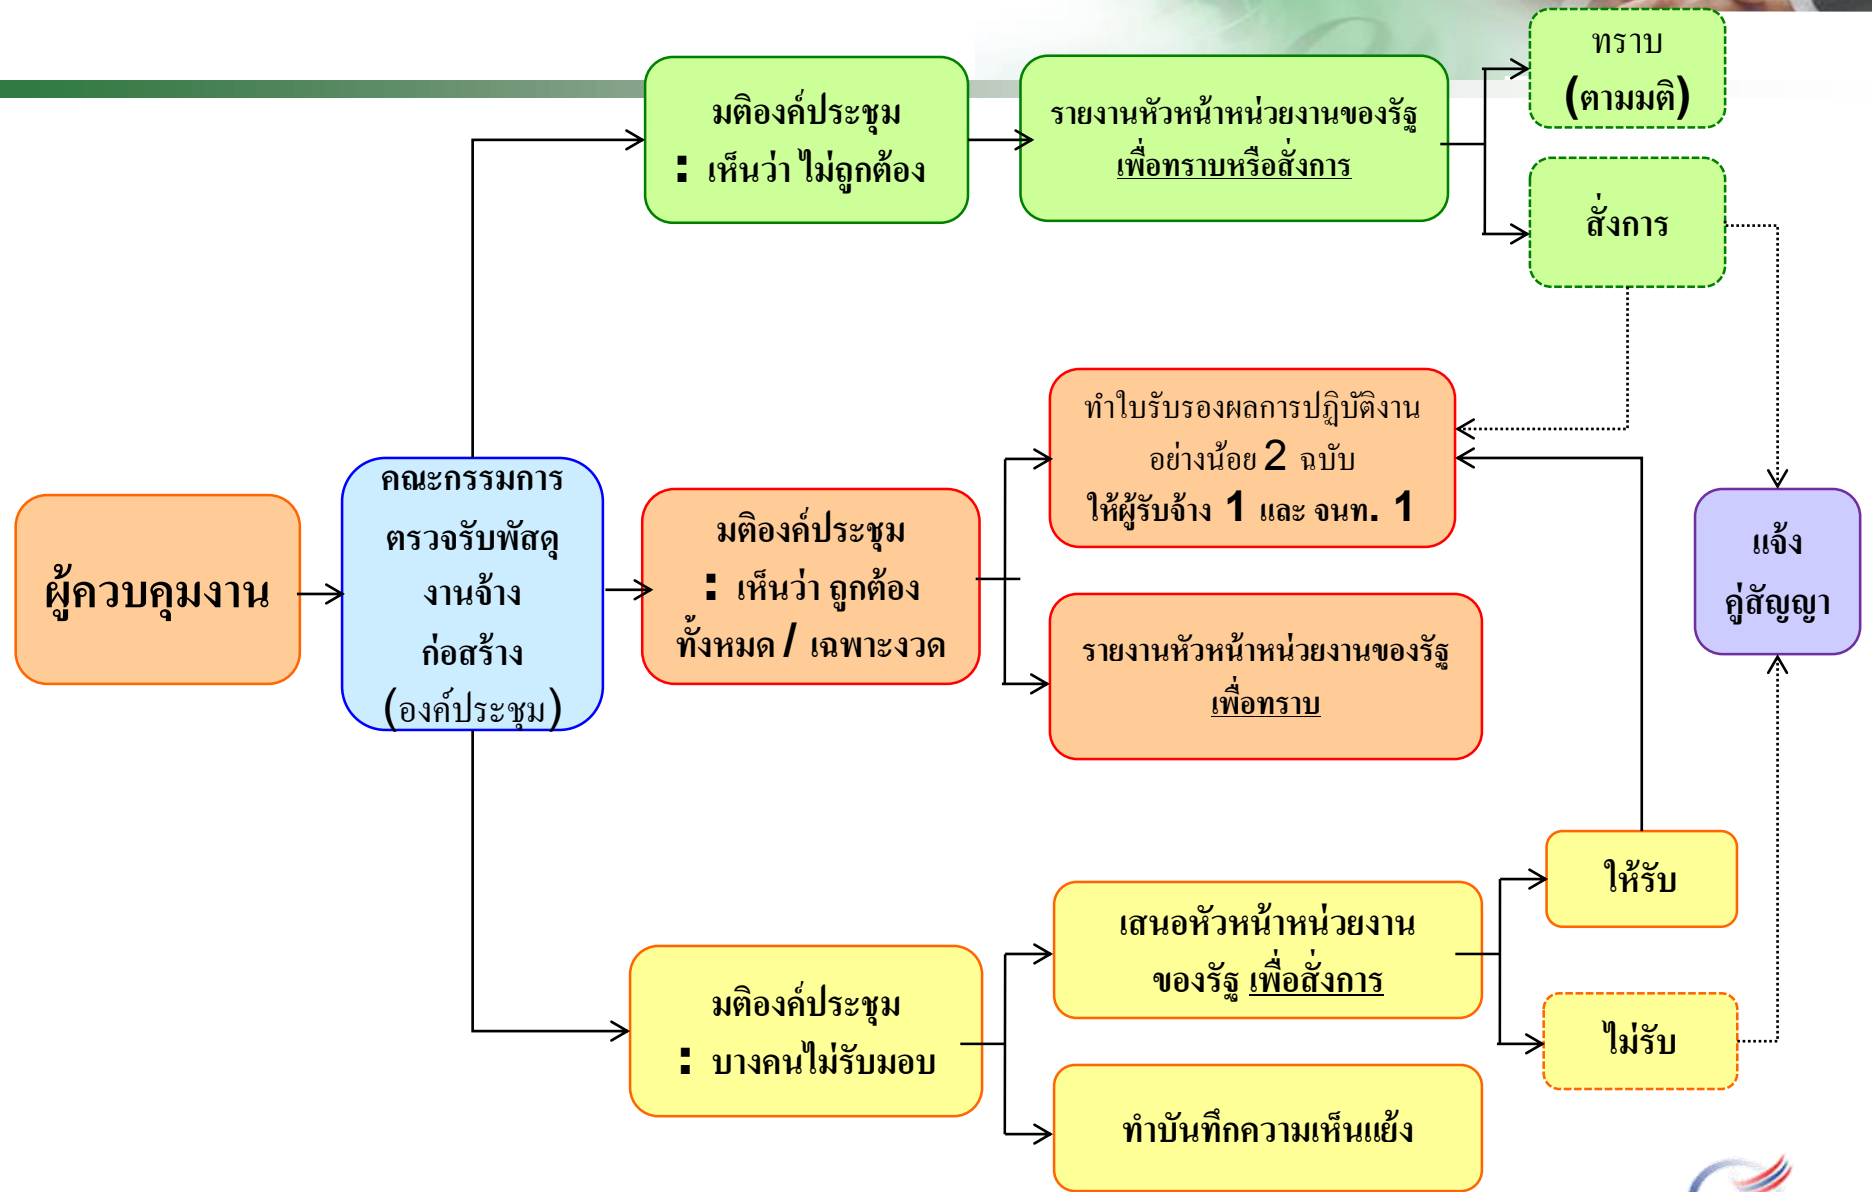 ผู้ควบคุมงาน
คณะกรรมการ
ตรวจรับพัสดุ
งานจ้าง
ก่อสร้าง
(องค์ประชุม)
มติองค์ประชุม
: เห็นว่า ไม่ถูกต้อง
รายงานหัวหน้าหน่วยงานของรัฐ
เพื่อทราบหรือสั่งการ
ทราบ
(ตามมติ)
สั่งการ
มติองค์ประชุม
: เห็นว่า ถูกต้อง
ทั้งหมด / เฉพาะงวด
ทำใบรับรองผลการปฏิบัติงาน
อย่างน้อย 2 ฉบับ
ให้ผู้รับจ้าง 1 และ จนท. 1
รายงานหัวหน้าหน่วยงานของรัฐ
เพื่อทราบ
แจ้ง
คู่สัญญา
มติองค์ประชุม
: บางคนไม่รับมอบ
เสนอหัวหน้าหน่วยงาน
ของรัฐ เพื่อสั่งการ
ให้รับ
ไม่รับ
ทำบันทึกความเห็นแย้ง